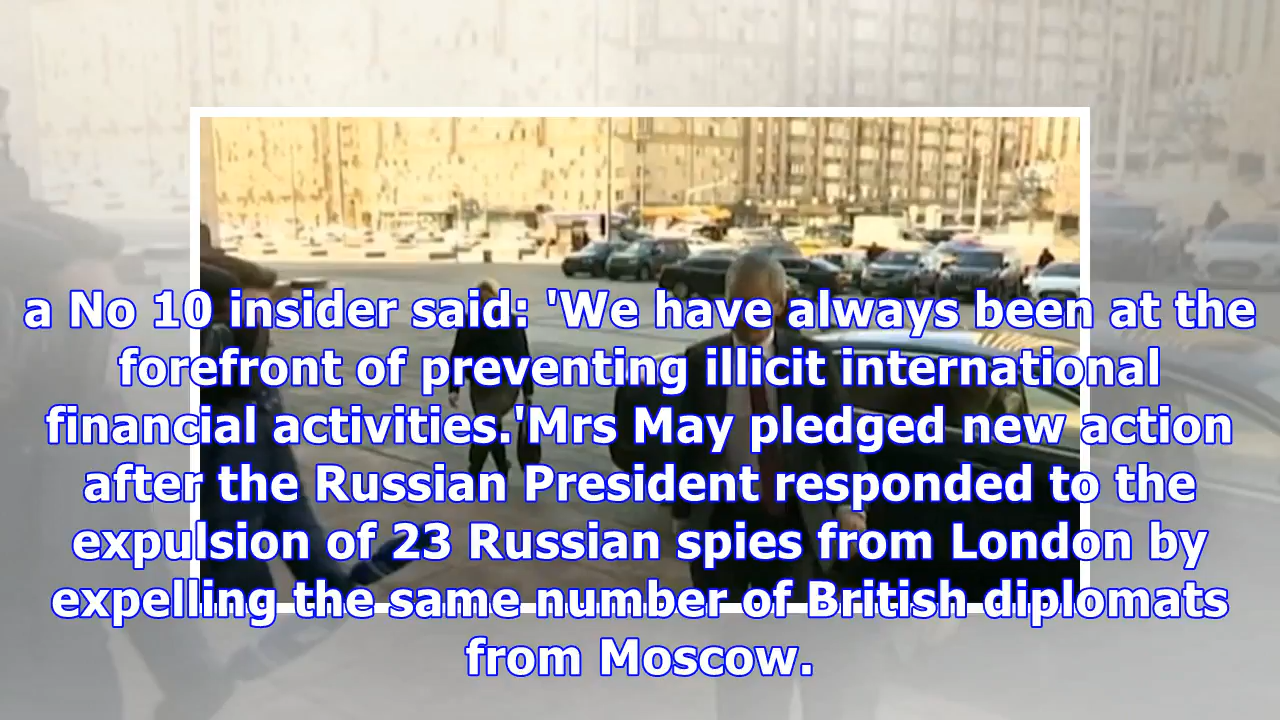 a No 10 insider said: 'We have always been at the
forefront of preventing illicit international
financial activities.'Mrs May pledged new action
after the Russian President responded to the
expulsion of 23 Russian spies from London by
expelling the same number of British diplomats
from Moscow.